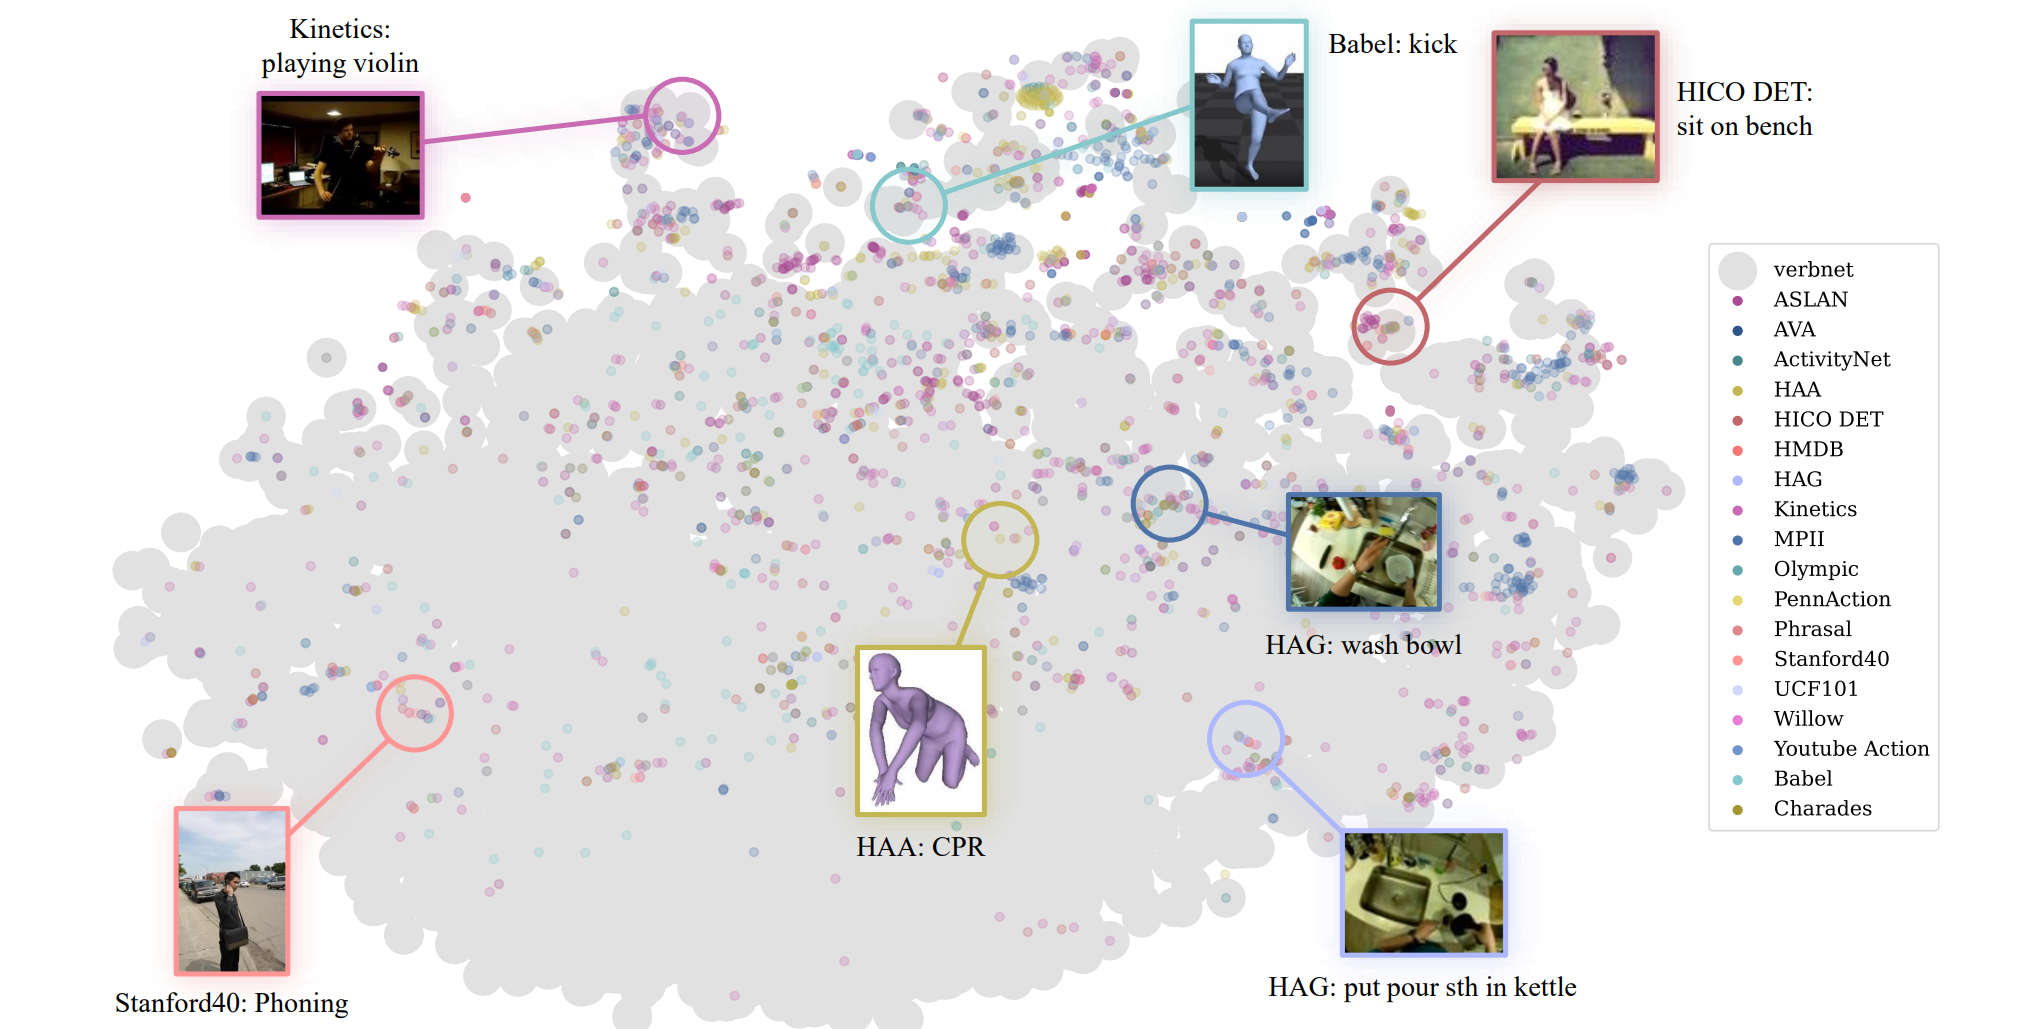 Kinetics:
playing violin
Babel: kick
HICO DET:
sit on bench
verbnet
ASLAN
AVA
ActivityNet
HAA
HICO DET
HMDB
HAG
Kinetics
MPII
Olympic
PennAction
Phrasal
Stanford40
UCF101
Willow
Youtube Action
Babel
Charades
HAG: wash bowl
HAA: CPR
Stanford40: Phoning
HAG: put pour sth in kettle